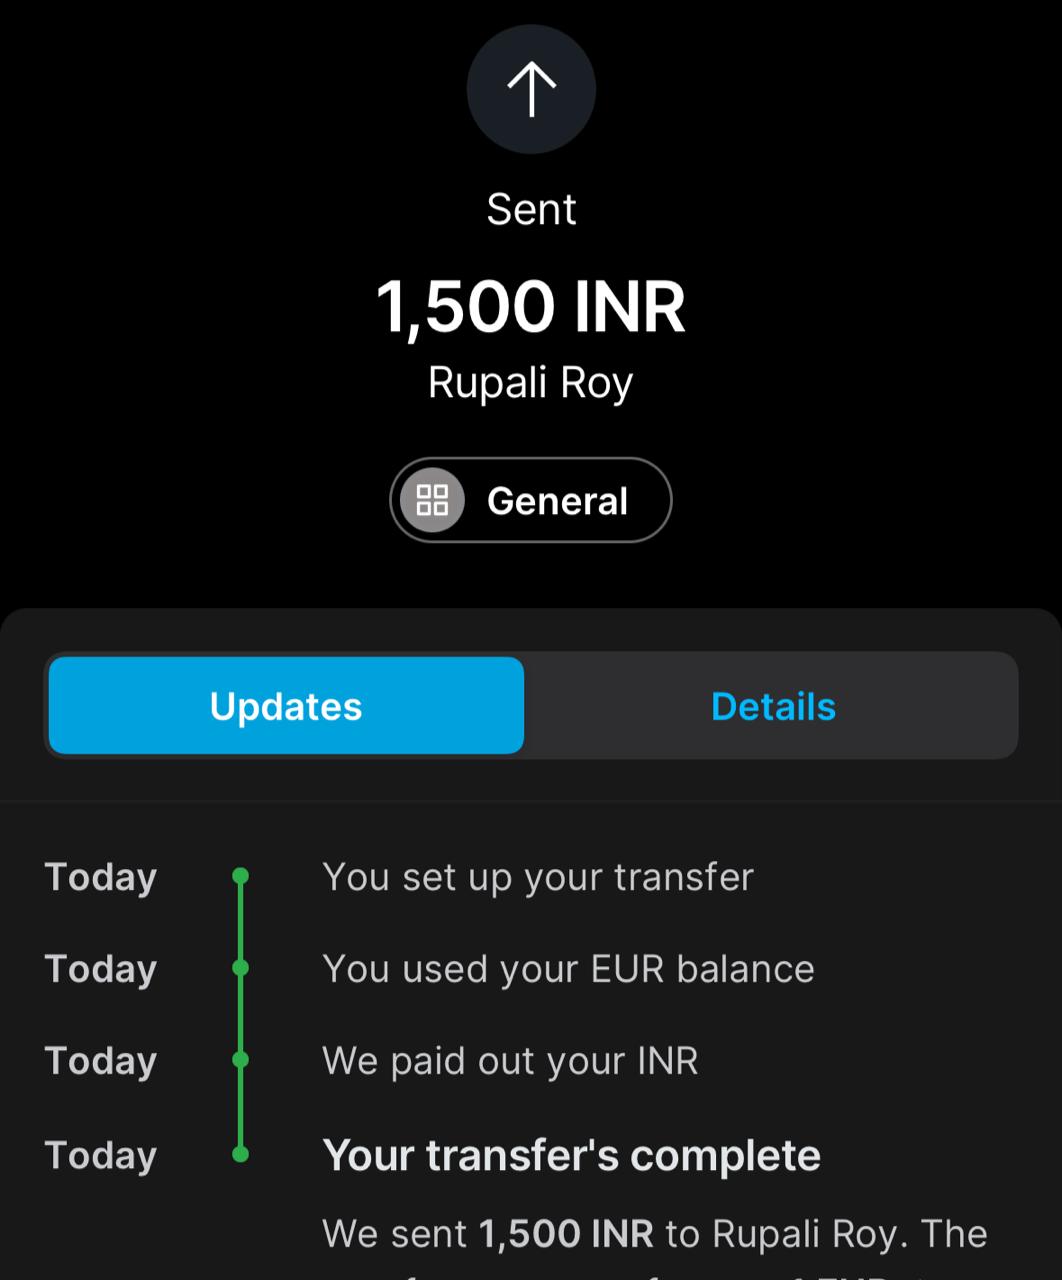 Sent
1,500 INR
Rupali Roy
General
Updates Details
Today You set up your transfer
Today You used your EUR balance
Today We paid out your INR
Today Your transfer's complete
We sent 1,500 INR to Rupali Roy. The